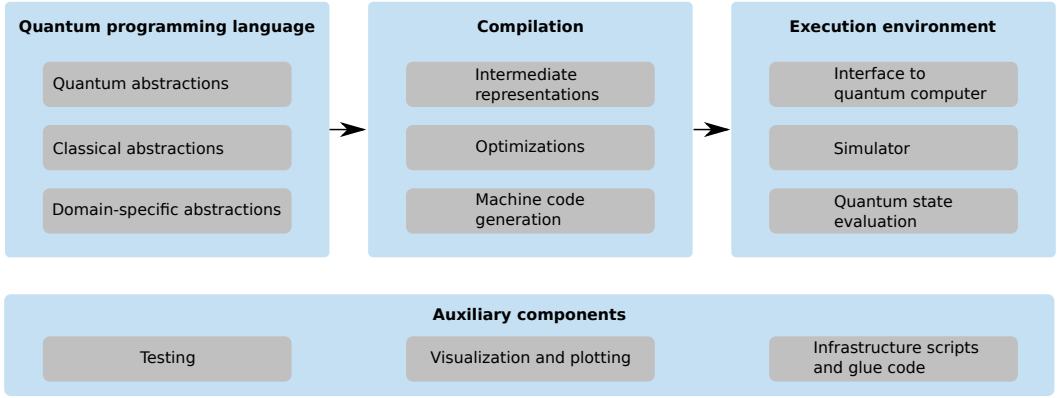 Quantum programming language
Quantum abstractions
Classical abstractions
Domain-specific abstractions
Compilation
Intermediate
representations
Optimizations
Machine code
generation
Execution environment
Interface to
quantum computer
Simulator
Quantum state
evaluation
Auxiliary components
Testing
Visualization and plotting
Infrastructure scripts
and glue code